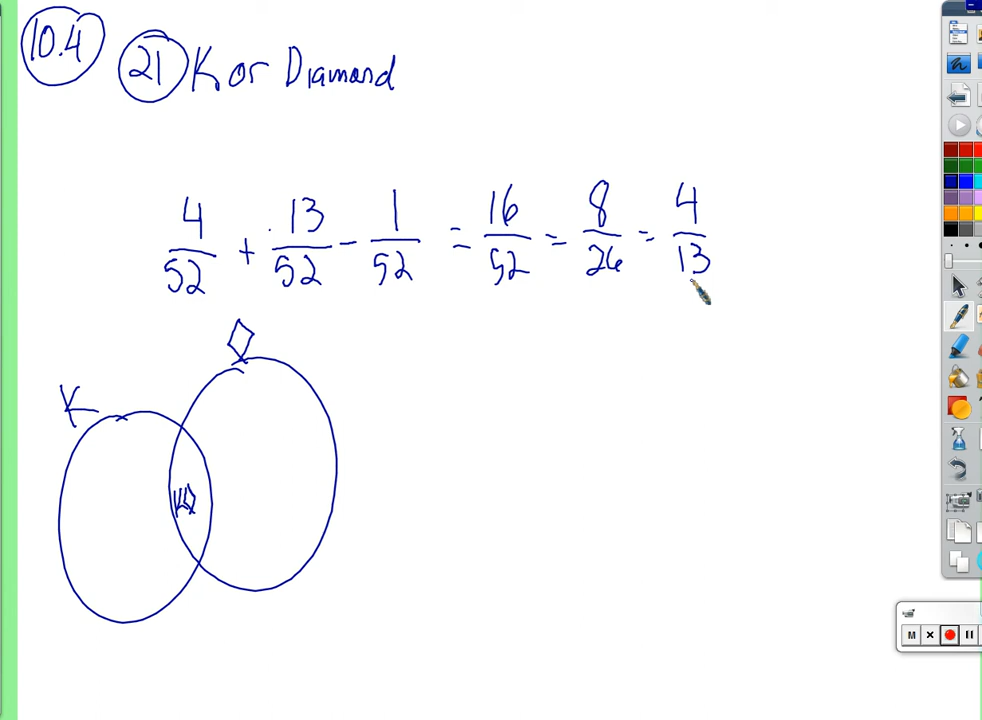 10.4
21 K or Diamond
4/52 + 13/52 - 1/52 = 16/52 = 8/26 = 4/13
◇
K
K◇
M